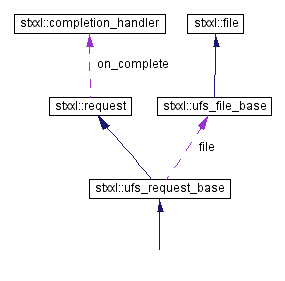 stxxl::completion_handler
stxxl::file
on_complete
stxxl::request
stxxl::ufs_file_base
file
stxxl::ufs_request_base